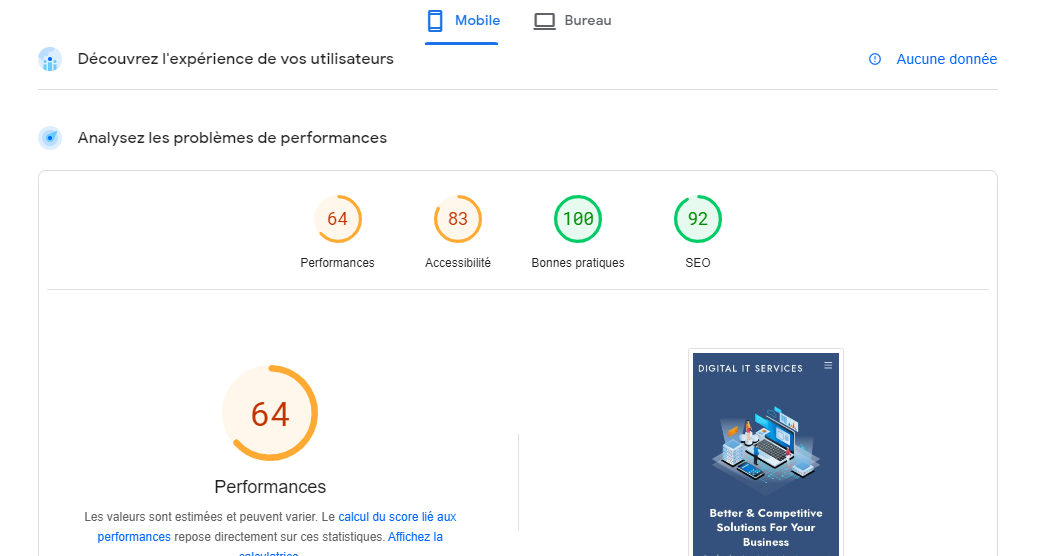 Mobile
Bureau
Découvrez l'expérience de vos utilisateurs
Aucune donnée
Analysez les problèmes de performances
64
83
100
92
Performances
Accessibilité
Bonnes pratiques
SEO
64
Performances
Les valeurs sont estimées et peuvent varier. Le calcul du score lié aux
performances repose directement sur ces statistiques. Affichez la
calculatrice.
DIGITAL IT SERVICES
Better & Competitive
Solutions For Your
Business